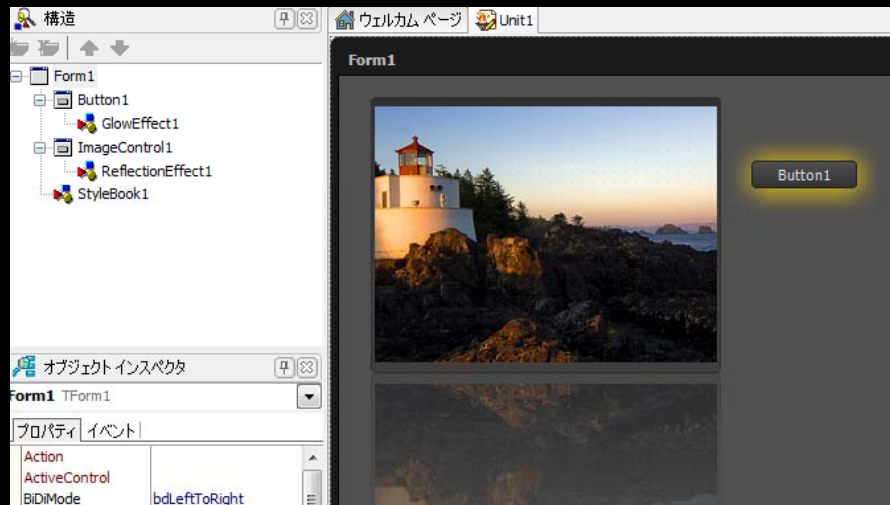 構造
Form1
Button1
GlowEffect1
ImageControl1
ReflectionEffect1
StyleBook1
オブジェクト インスペクタ
Form1 TForm1
プロパティ イベント
Action
ActiveControl
BiDiMode bdLeftToRight
ウェルカム ページ Unit1
Form1
Button1